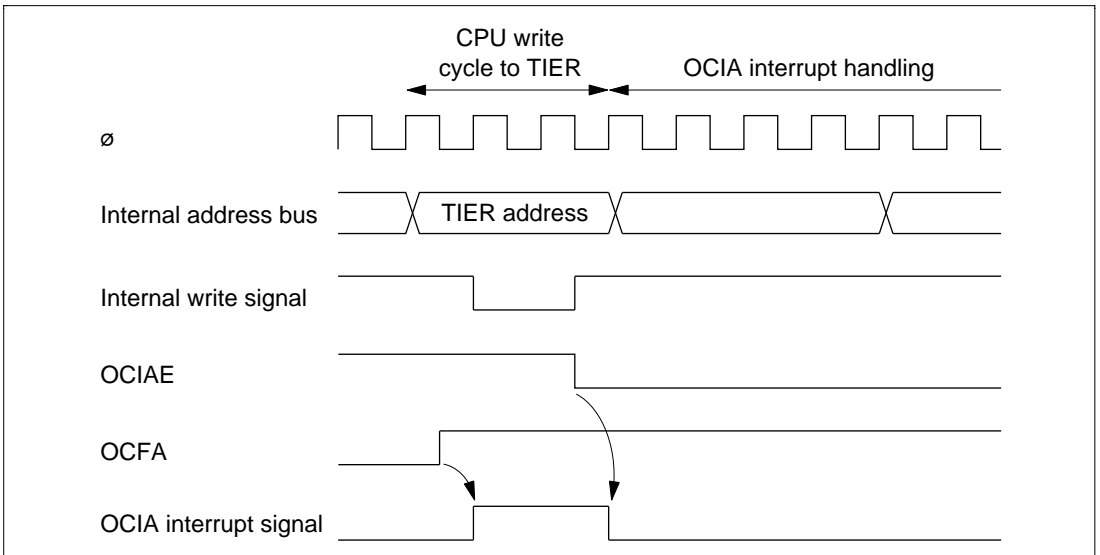 CPU write
cycle to TIER
OCIA interrupt handling
ø
Internal address bus
TIER address
Internal write signal
OCIAE
OCFA
OCIA interrupt signal